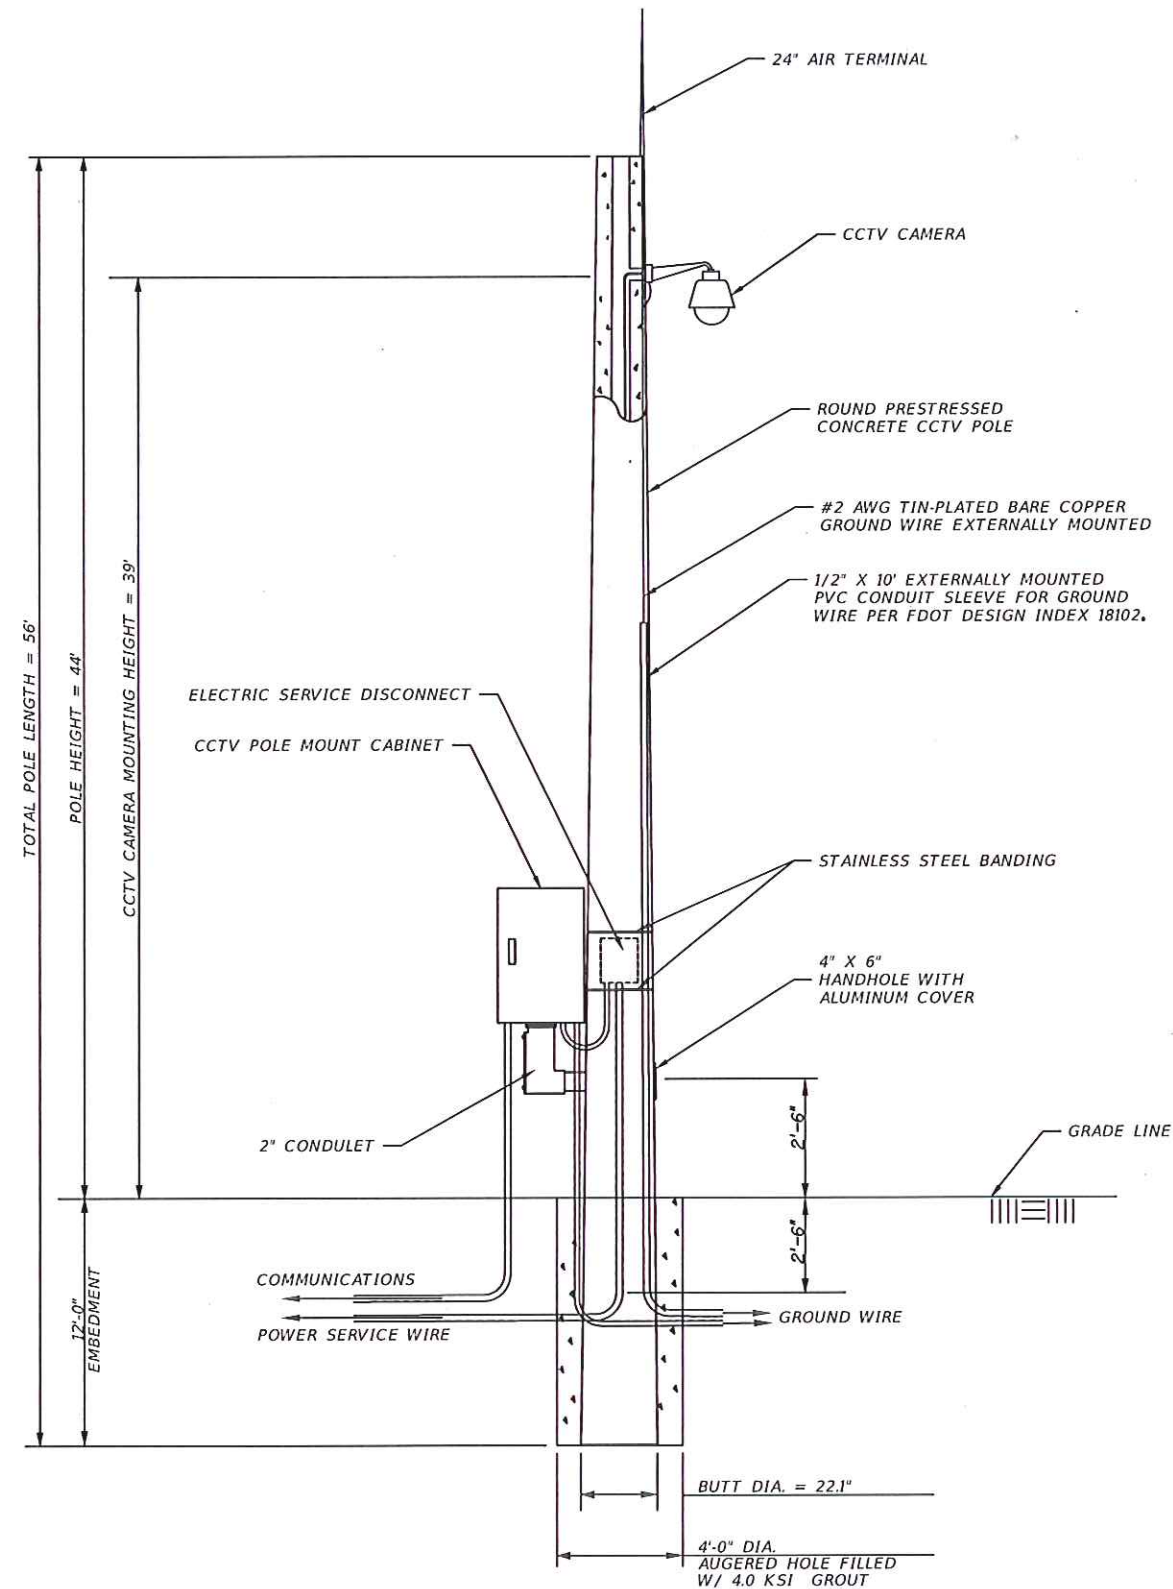 24" AIR TERMINAL
CCTV CAMERA
ROUND PRESTRESSED
CONCRETE CCTV POLE
#2 AWG TIN-PLATED BARE COPPER
GROUND WIRE EXTERNALLY MOUNTED
1/2" X 10' EXTERNALLY MOUNTED
PVC CONDUIT SLEEVE FOR GROUND
WIRE PER FDOT DESIGN INDEX 18102.
TOTAL POLE LENGTH = 56'
POLE HEIGHT = 44'
CCTV CAMERA MOUNTING HEIGHT = 39'
ELECTRIC SERVICE DISCONNECT
CCTV POLE MOUNT CABINET
STAINLESS STEEL BANDING
4" X 6"
HANDHOLE WITH
ALUMINUM COVER
2'-6"
2" CONDULET
GRADE LINE
2'-6"
12'-0"
EMBEDMENT
COMMUNICATIONS
POWER SERVICE WIRE
GROUND WIRE
BUTT DIA. = 22.1"
4'-0" DIA.
AUGERED HOLE FILLED
W/ 4.0 KSI GROUT